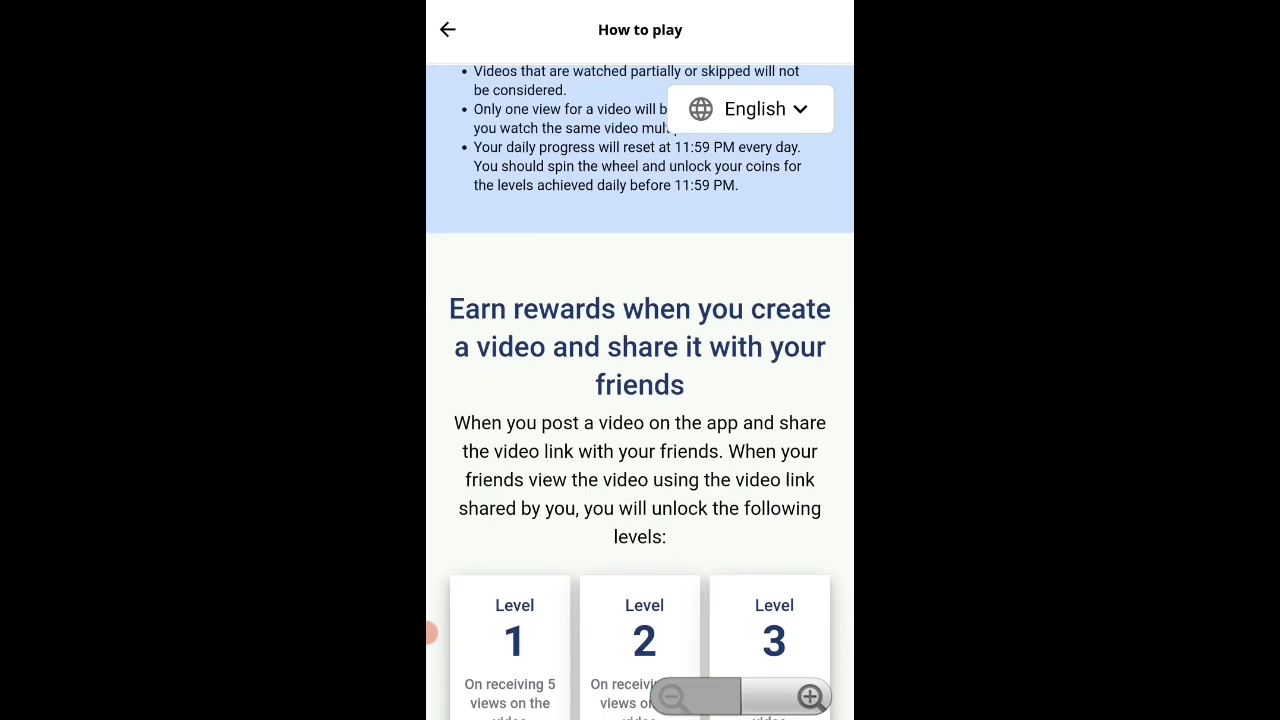 How to play
Videos that are watched partially or skipped will not
be considered.
Only one view for a video will
English
you watch the same video
Your daily progress will reset at 11:59 PM every day.
You should spin the wheel and unlock your coins for
the levels achieved daily before 11:59 PM.
Earn rewards when you create
a video and share it with your
friends
When you post a video on the app and share
the video link with your friends. When your
friends view the video using the video link
shared by you, you will unlock the following
levels:
Level Level Level
1 2 3
On receiving 5 On
views on the views